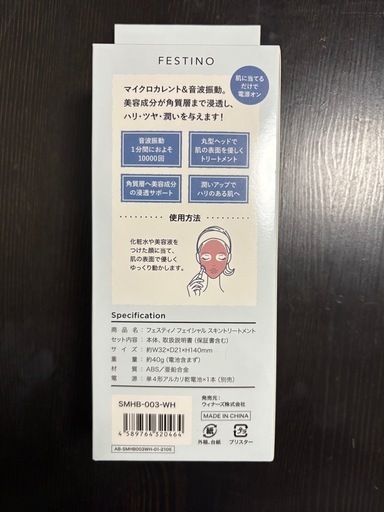 FESTINO
肌に当てる
だけで
電源オン
マイクロカレント&音波振動。
美容成分が角質層まで浸透し、
ハリ・ツヤ・潤いを与えます!
音波振動
1分間におよそ
10000回
丸型ヘッドで
肌の表面を優しく
トリートメント
角質層へ美容成分
の浸透サポート
潤いアップで
ハリのある肌へ
使用方法
化粧水や美容液を
つけた顔に当て、
肌の表面で優しく
ゆっくり動かします。
Specification
商品名:フェスティノ フェイシャル スキントリートメント
セット内容:本体、取扱説明書(保証書含む)
サイズ:約W32×D21×H140mm
重量:約40g(電池含まず)
材質:ABS/亜鉛合金
電源:単4形アルカリ乾電池×1本(別売)
SMHB-003-WH
4 589764 320464
AB-SMHB003WH-01-2105
発売元:
ウィナーズ株式会社
MADE IN CHINA
紙
外紙、台紙
プラ
ブリスター